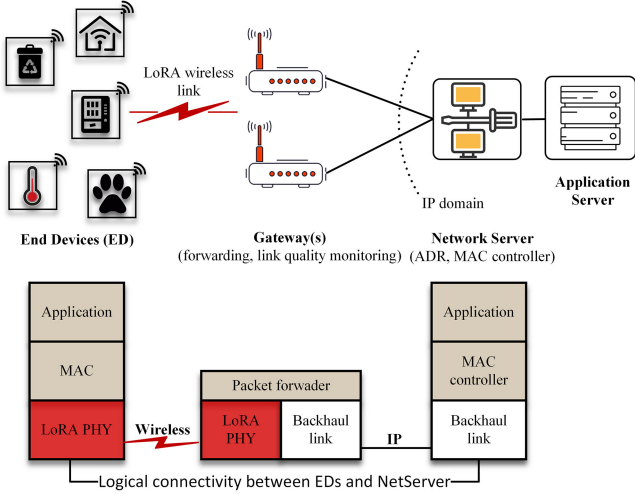 LoRA wireless
link
IP domain
Application
Server
End Devices (ED)
Gateway(s)
(forwarding, link quality monitoring)
Network Server
(ADR, MAC controller)
Application
MAC
LoRA PHY
Wireless
Packet forwader
LoRA
PHY
Backhaul
link
IP
Application
MAC
controller
Backhaul
link
Logical connectivity between EDs and NetServer